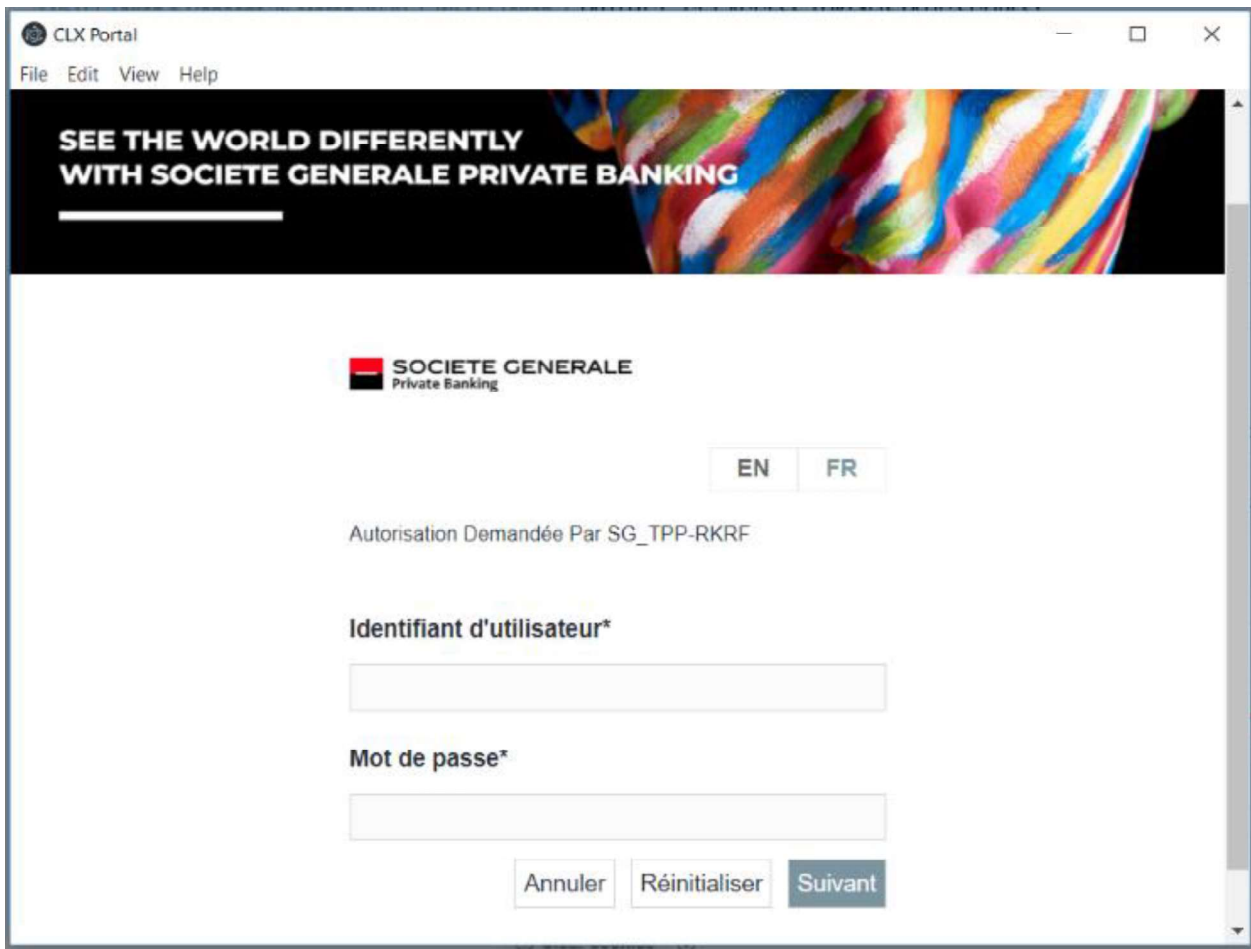 CLX Portal
File Edit View Help
SEE THE WORLD DIFFERENTLY
WITH SOCIETE GENERALE PRIVATE BANKING
SOCIETE GENERALE
Private Banking
EN FR
Autorisation Demandée Par SG_TPP-RKRF
Identifiant d'utilisateur*
Mot de passe*
Annuler Réinitialiser Suivant